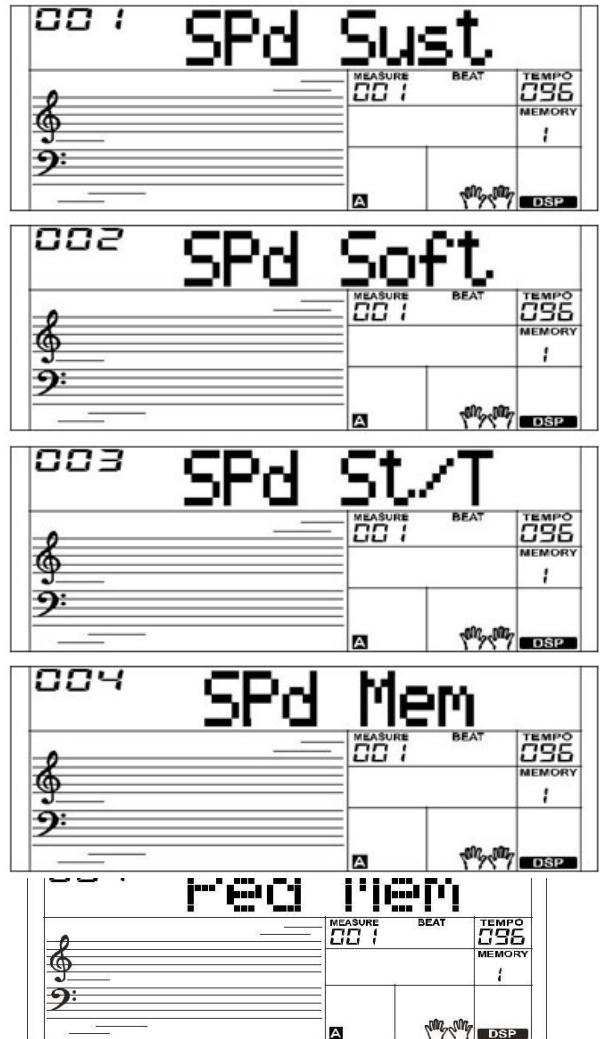 001 SPd Sust
MEASURE BEAT TEMPO
001 096
MEMORY
1
A DSP
002 SPd Soft
MEASURE BEAT TEMPO
001 096
MEMORY
1
A DSP
003 SPd St/T
MEASURE BEAT TEMPO
001 096
MEMORY
1
A DSP
004 SPd Mem
MEASURE BEAT TEMPO
001 096
MEMORY
1
A DSP
Mem
MEASURE BEAT TEMPO
001 096
MEMORY
1
A DSP